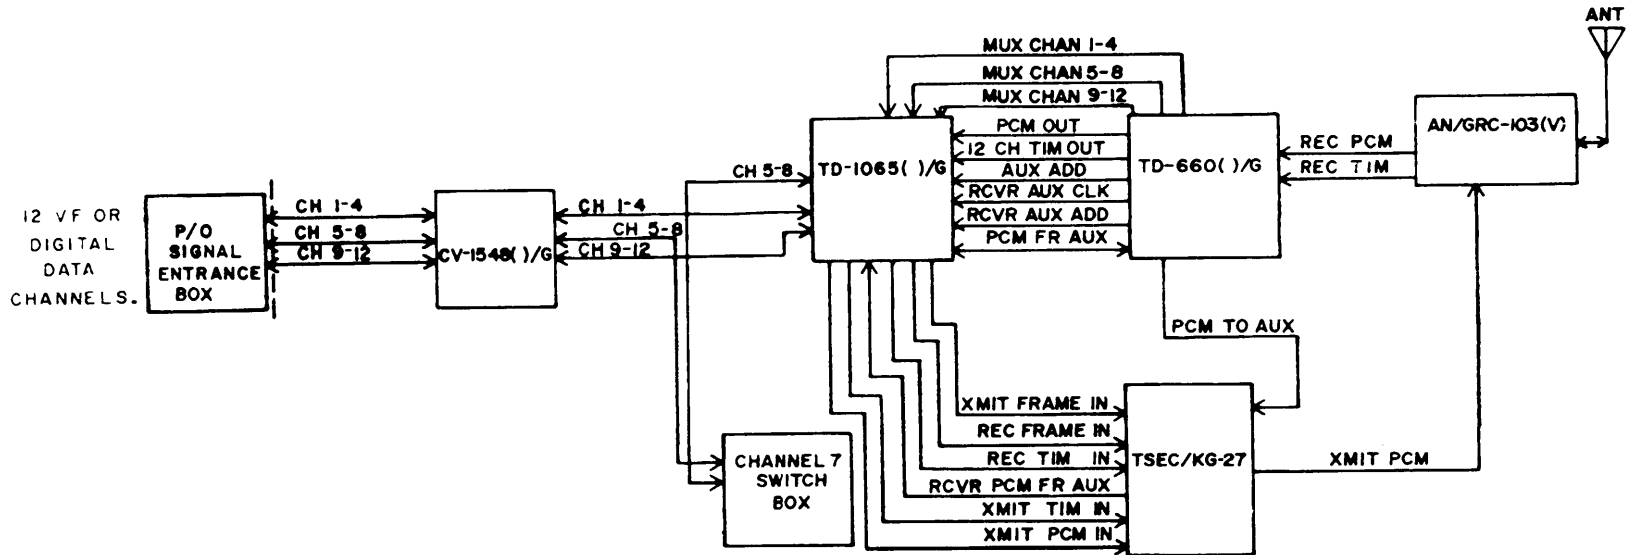 ANT
MUX CHAN 1-4
MUX CHAN 5-8
MUX CHAN 9-12
PCM OUT
12 CH TIM OUT
AUX ADD
RCVR AUX CLK
RCVR AUX ADD
PCM FR AUX
AN/GRC-103(V)
REC PCM
REC TIM
TD-660( )/G
TD-1065( )/G
CH 5-8
12 VF OR
DIGITAL
DATA
CHANNELS.
P/O
SIGNAL
ENTRANCE
BOX
CH 1-4
CH 5-8
CH 9-12
CV-1548( )/G
CH 1-4
CH 5-8
CH 9-12
PCM TO AUX
XMIT FRAME IN
REC FRAME IN
REC TIM IN
RCVR PCM FR AUX
XMIT TIM IN
XMIT PCM IN
TSEC/KG-27
XMIT PCM
CHANNEL 7
SWITCH
BOX